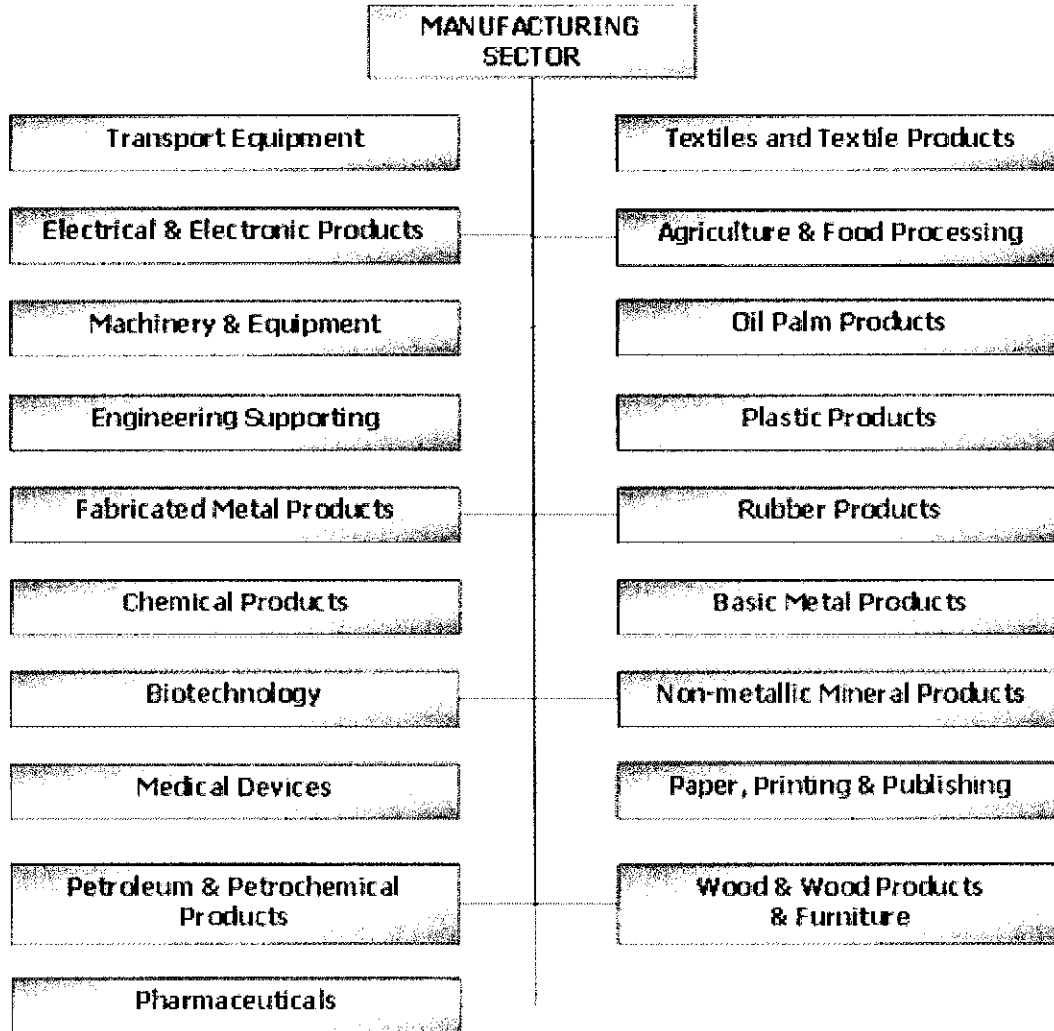 MANUFACTURING
SECTOR
Transport Equipment
Textiles and Textile Products
Electrical & Electronic Products
Agriculture & Food Processing
Machinery & Equipment
Oil Palm Products
Engineering Supporting
Plastic Products
Fabricated Metal Products
Rubber Products
Chemical Products
Basic Metal Products
Biotechnology
Non-metallic Mineral Products
Medical Devices
Paper, Printing & Publishing
Petroleum & Petrochemical
Products
Wood & Wood Products
& Furniture
Pharmaceuticals